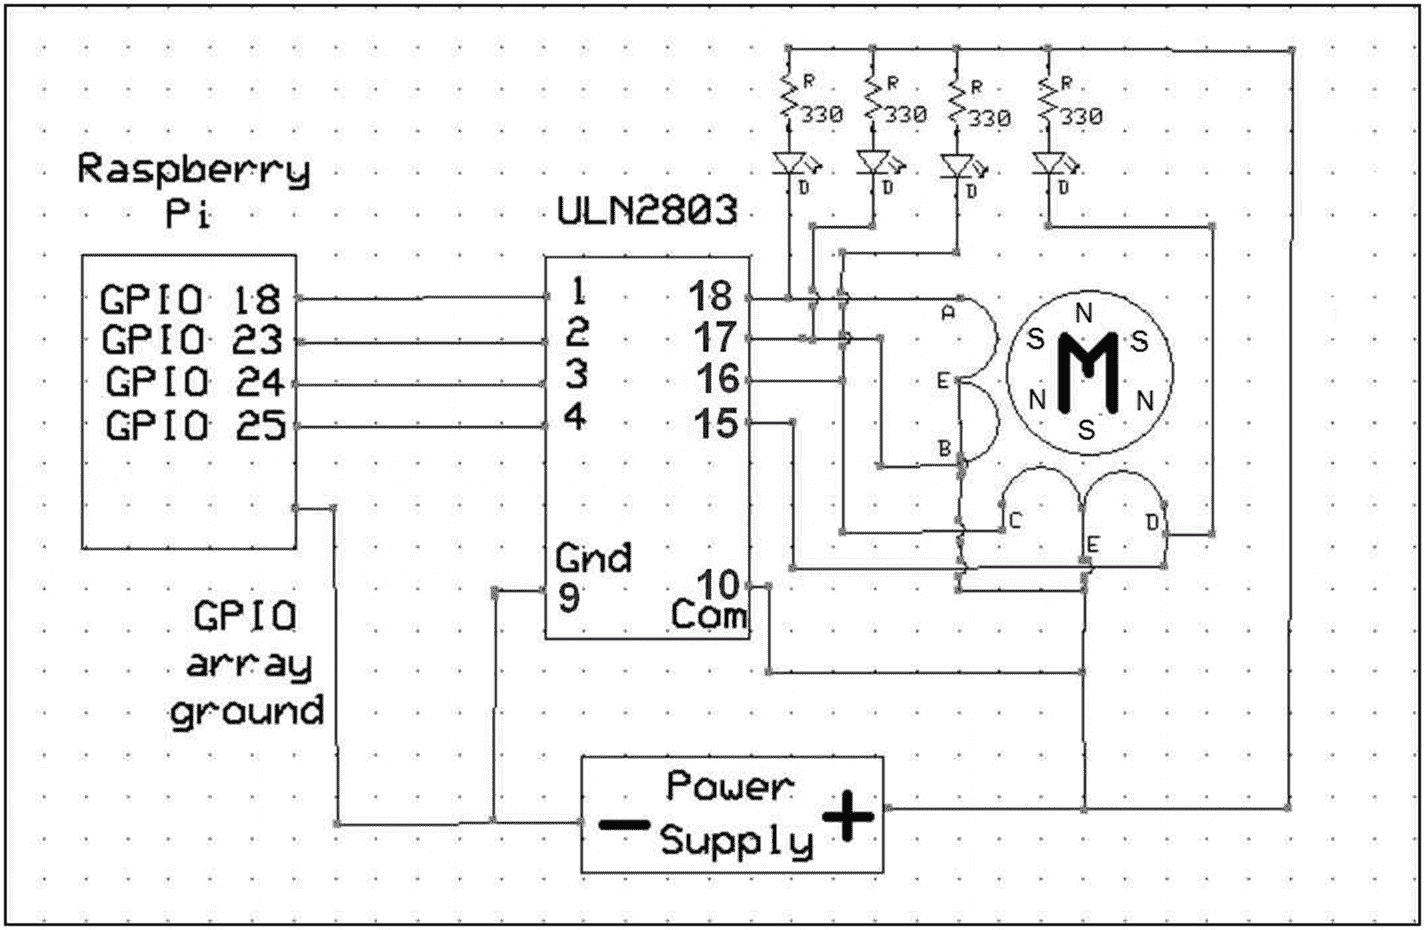 R R R R
330 330 330 330
D D D D
Raspberry
Pi
ULN2803
GPIO 18
GPIO 23
GPIO 24
GPIO 25
1
2
3
4
18
17
16
15
Gnd
9
10
Com
A
E
B
C
E
D
N
S S
M
N N
S
GPIO
array
ground
Power
Supply
− +